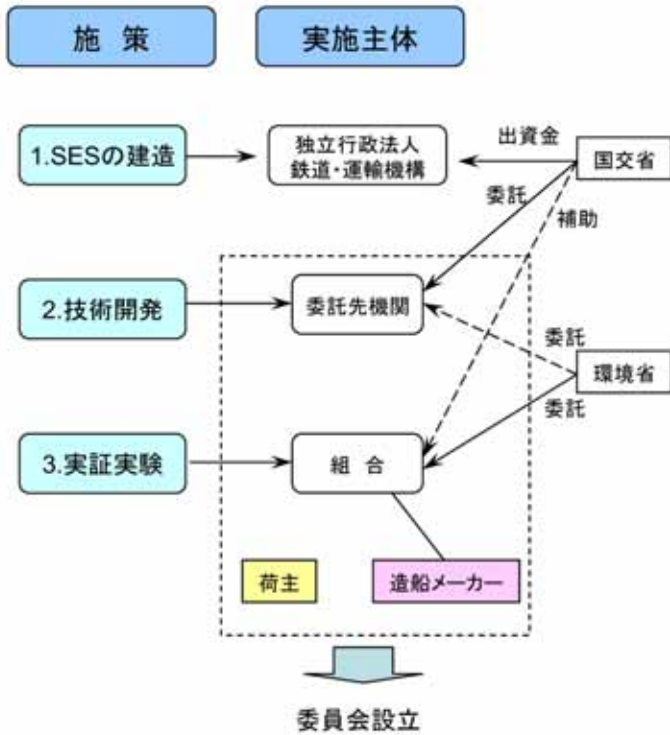 施 策
実施主体
1.SESの建造
独立行政法人
鉄道・運輸機構
出資金
国交省
委託
補助
2.技術開発
委託先機関
委託
環境省
委託
3.実証実験
組 合
荷主
造船メーカー
委員会設立